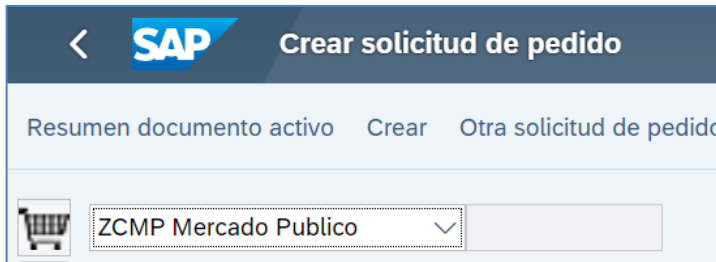 SAP Crear solicitud de pedido
Resumen documento activo Crear Otra solicitud de pedido
ZCMP Mercado Publico